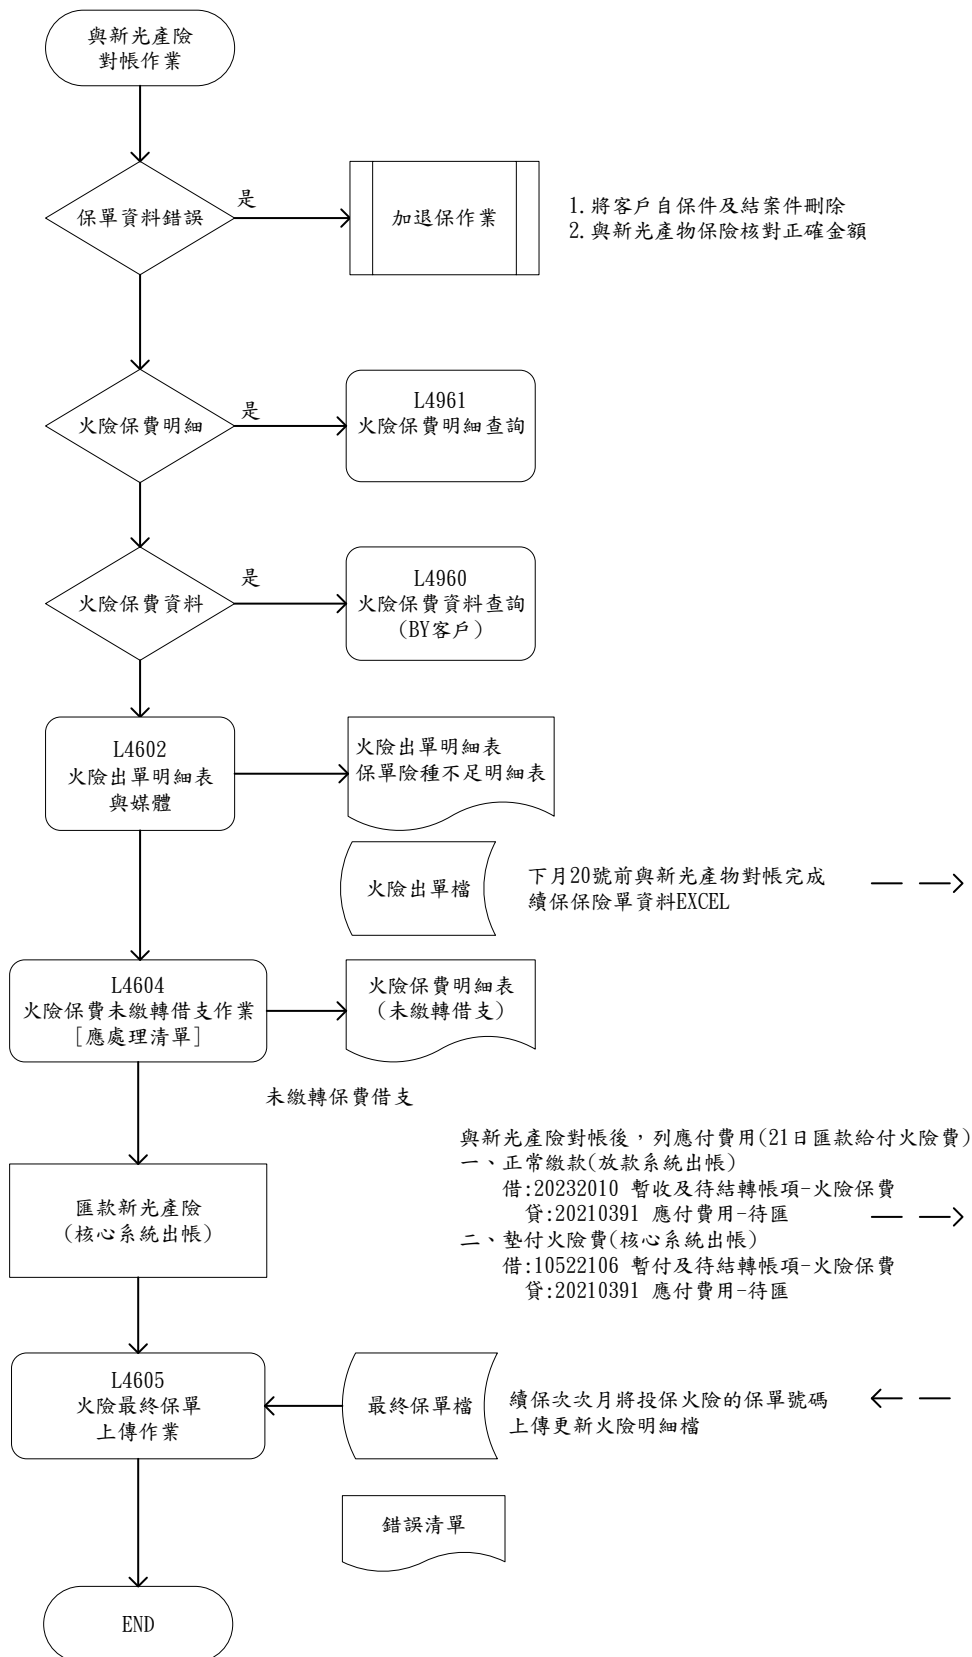 與新光產險
對帳作業
保單資料錯誤
是
加退保作業
1.將客戶自保件及結案件刪除
2.與新光產物保險核對正確金額
火險保費明細
是
L4961
火險保費明細查詢
火險保費資料
是
L4960
火險保費資料查詢
(BY客戶)
L4602
火險出單明細表
與媒體
火險出單明細表
保單險種不足明細表
火險出單檔
下月20號前與新光產物對帳完成
續保保險單資料EXCEL
L4604
火險保費未繳轉借支作業
[應處理清單]
火險保費明細表
(未繳轉借支)
未繳轉保費借支
與新光產險對帳後，列應付費用(21日匯款給付火險費)
一、正常繳款(放款系統出帳)
借:20232010 暫收及待結轉帳項-火險保費
貸:20210391 應付費用-待匯
二、墊付火險費(核心系統出帳)
借:10522106 暫付及待結轉帳項-火險保費
貸:20210391 應付費用-待匯
匯款新光產險
(核心系統出帳)
L4605
火險最終保單
上傳作業
最終保單檔
續保次次月將投保火險的保單號碼
上傳更新火險明細檔
錯誤清單
END